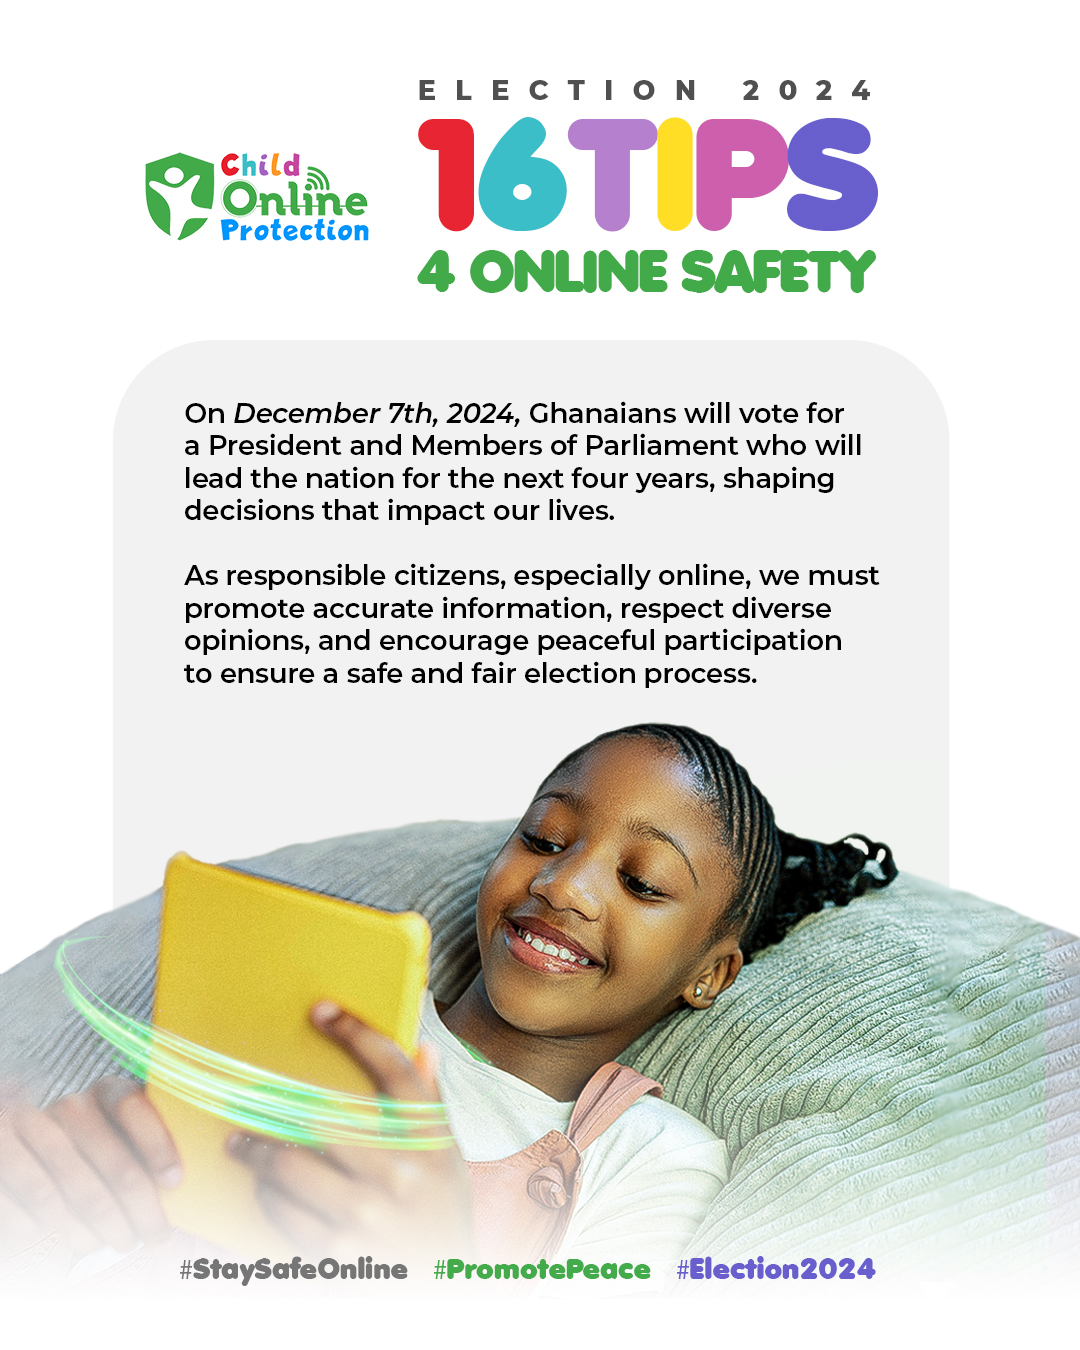 ELECTION 2024
16 TIPS
4 ONLINE SAFETY
Child
Online
Protection
On December 7th, 2024, Ghanaians will vote for
a President and Members of Parliament who will
lead the nation for the next four years, shaping
decisions that impact our lives.
As responsible citizens, especially online, we must
promote accurate information, respect diverse
opinions, and encourage peaceful participation
to ensure a safe and fair election process.
#StaySafeOnline #PromotePeace #Election2024